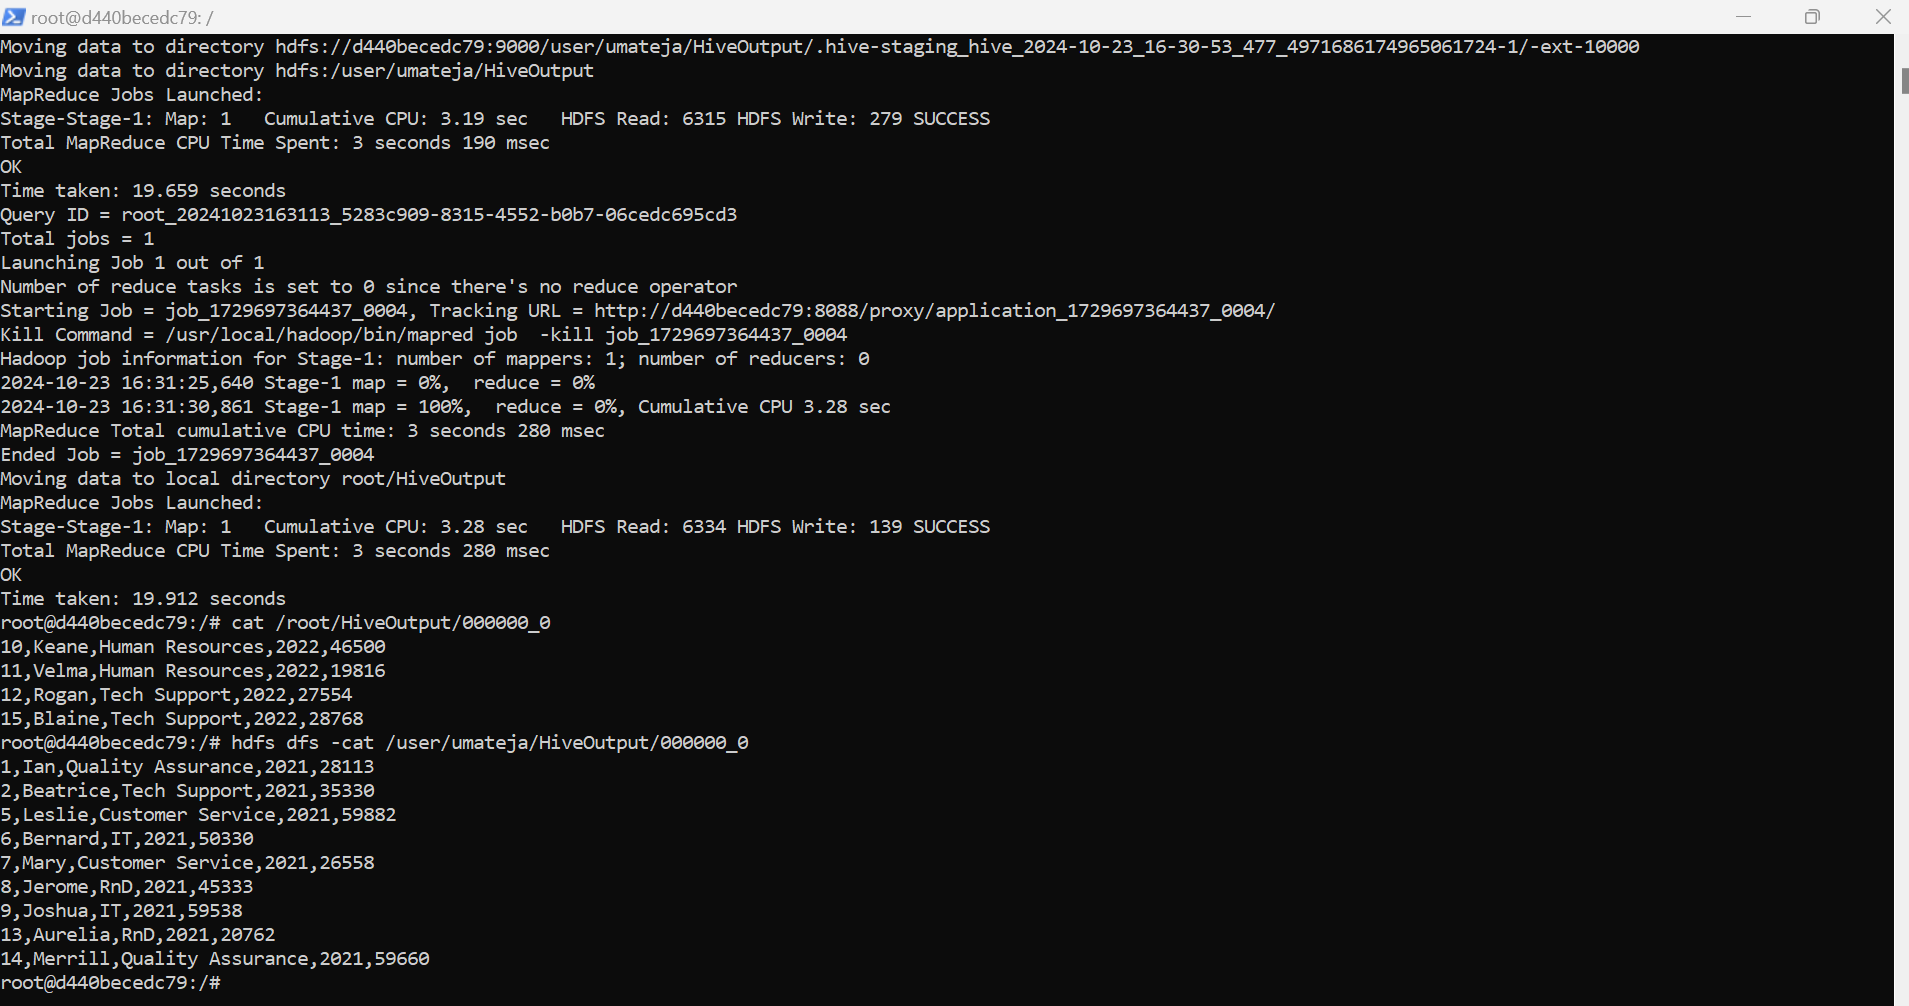 root@d440becedc79: /
Moving data to directory hdfs://d440becedc79:9000/user/umateja/HiveOutput/.hive-staging_hive_2024-10-23_16-30-53_477_4971686174965061724-1/-ext-10000
Moving data to directory hdfs:/user/umateja/HiveOutput
MapReduce Jobs Launched:
Stage-Stage-1: Map: 1   Cumulative CPU: 3.19 sec   HDFS Read: 6315 HDFS Write: 279 SUCCESS
Total MapReduce CPU Time Spent: 3 seconds 190 msec
OK
Time taken: 19.659 seconds
Query ID = root_20241023163113_5283c909-8315-4552-b0b7-06cedc695cd3
Total jobs = 1
Launching Job 1 out of 1
Number of reduce tasks is set to 0 since there's no reduce operator
Starting Job = job_1729697364437_0004, Tracking URL = http://d440becedc79:8088/proxy/application_1729697364437_0004/
Kill Command = /usr/local/hadoop/bin/mapred job  -kill job_1729697364437_0004
Hadoop job information for Stage-1: number of mappers: 1; number of reducers: 0
2024-10-23 16:31:25,640 Stage-1 map = 0%,  reduce = 0%
2024-10-23 16:31:30,861 Stage-1 map = 100%,  reduce = 0%, Cumulative CPU 3.28 sec
MapReduce Total cumulative CPU time: 3 seconds 280 msec
Ended Job = job_1729697364437_0004
Moving data to local directory root/HiveOutput
MapReduce Jobs Launched:
Stage-Stage-1: Map: 1   Cumulative CPU: 3.28 sec   HDFS Read: 6334 HDFS Write: 139 SUCCESS
Total MapReduce CPU Time Spent: 3 seconds 280 msec
OK
Time taken: 19.912 seconds
root@d440becedc79:/# cat /root/HiveOutput/000000_0
10,Keane,Human Resources,2022,46500
11,Velma,Human Resources,2022,19816
12,Rogan,Tech Support,2022,27554
15,Blaine,Tech Support,2022,28768
root@d440becedc79:/# hdfs dfs -cat /user/umateja/HiveOutput/000000_0
1,Ian,Quality Assurance,2021,28113
2,Beatrice,Tech Support,2021,35330
5,Leslie,Customer Service,2021,59882
6,Bernard,IT,2021,50330
7,Mary,Customer Service,2021,26558
8,Jerome,RnD,2021,45333
9,Joshua,IT,2021,59538
13,Aurelia,RnD,2021,20762
14,Merrill,Quality Assurance,2021,59660
root@d440becedc79:/#